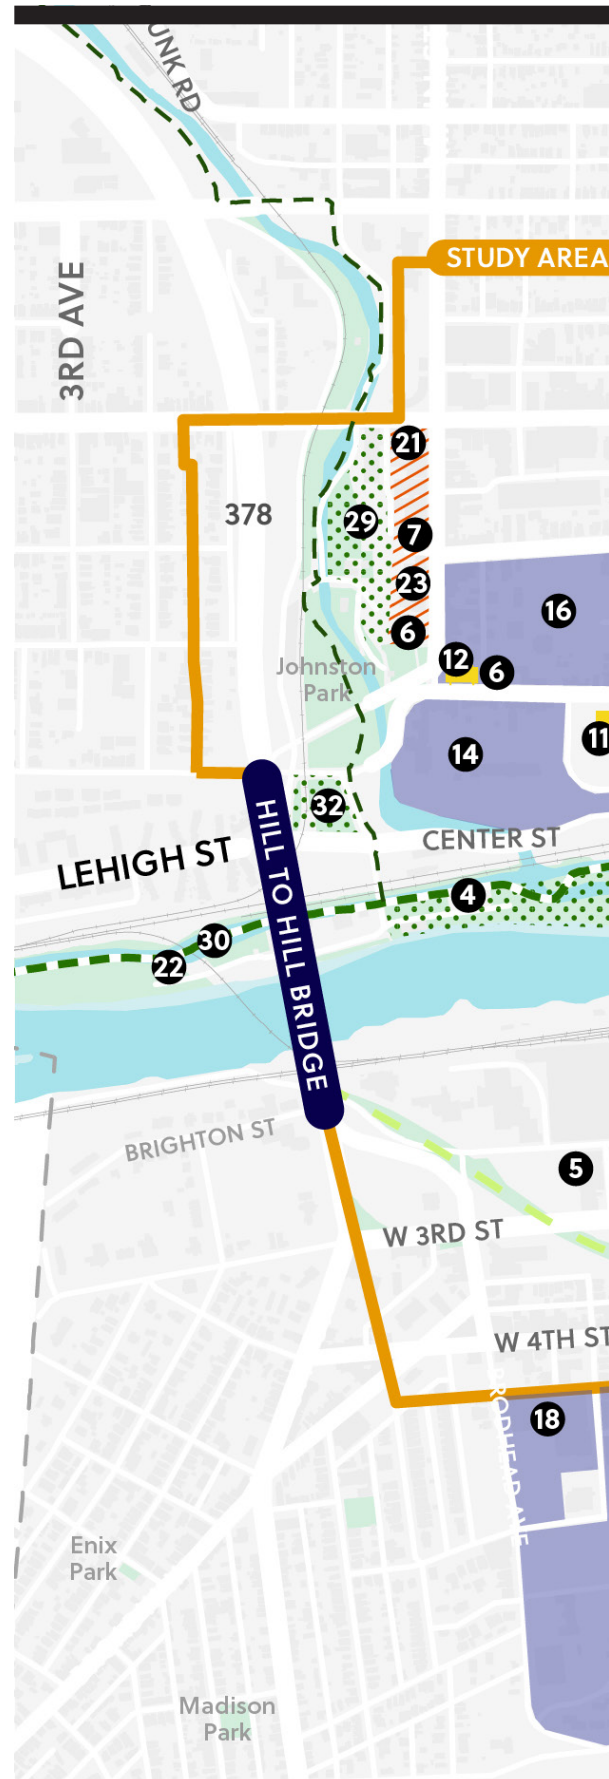 UNK RD
STUDY AREA
3RD AVE
21
378
29
7
23
16
6
12
6
Johnston
Park
11
14
32
HILL TO HILL BRIDGE
CENTER ST
LEHIGH ST
4
30
22
BRIGHTON ST
5
W 3RD ST
W 4TH ST
18
RODHEAD AVE
Enix
Park
Madison
Park